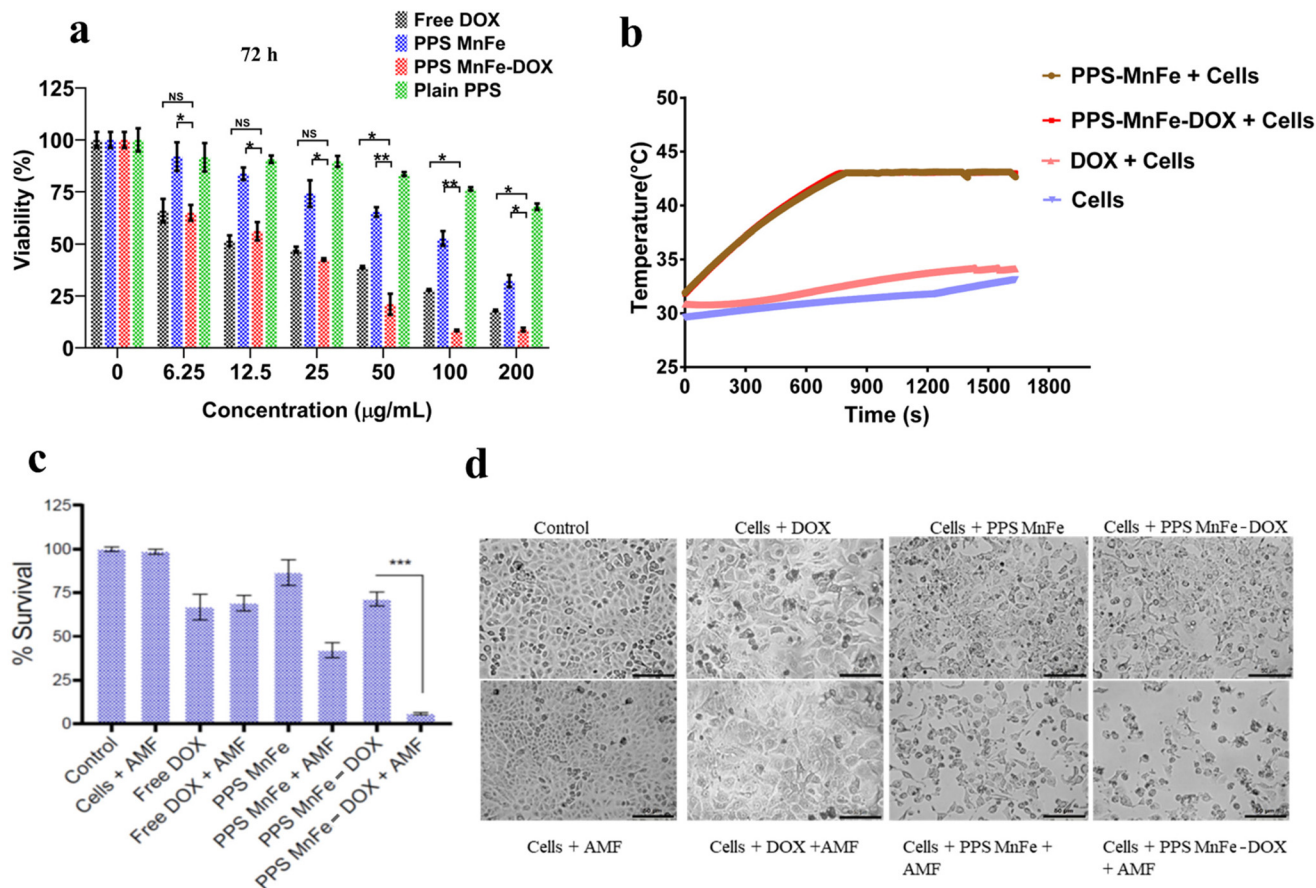 a
72 h
Free DOX
PPS MnFe
PPS MnFe-DOX
Plain PPS
Viability (%)
125
100
75
50
25
0
NS
*
NS
*
NS
*
*
**
*
**
*
*
0 6.25 12.5 25 50 100 200
Concentration (μg/mL)
b
PPS-MnFe + Cells
PPS-MnFe-DOX + Cells
DOX + Cells
Cells
Temperature(°C)
50
45
40
35
30
25
0 300 600 900 1200 1500 1800
Time (s)
c
% Survival
125
100
75
50
25
0
***
Control
Cells + AMF
Free DOX
Free DOX + AMF
PPS MnFe
PPS MnFe + AMF
PPS MnFe – DOX
PPS MnFe – DOX + AMF
d
Control
Cells + DOX
Cells + PPS MnFe
Cells + PPS MnFe-DOX
Cells + AMF
Cells + DOX +AMF
Cells + PPS MnFe +
AMF
Cells + PPS MnFe-DOX
+ AMF